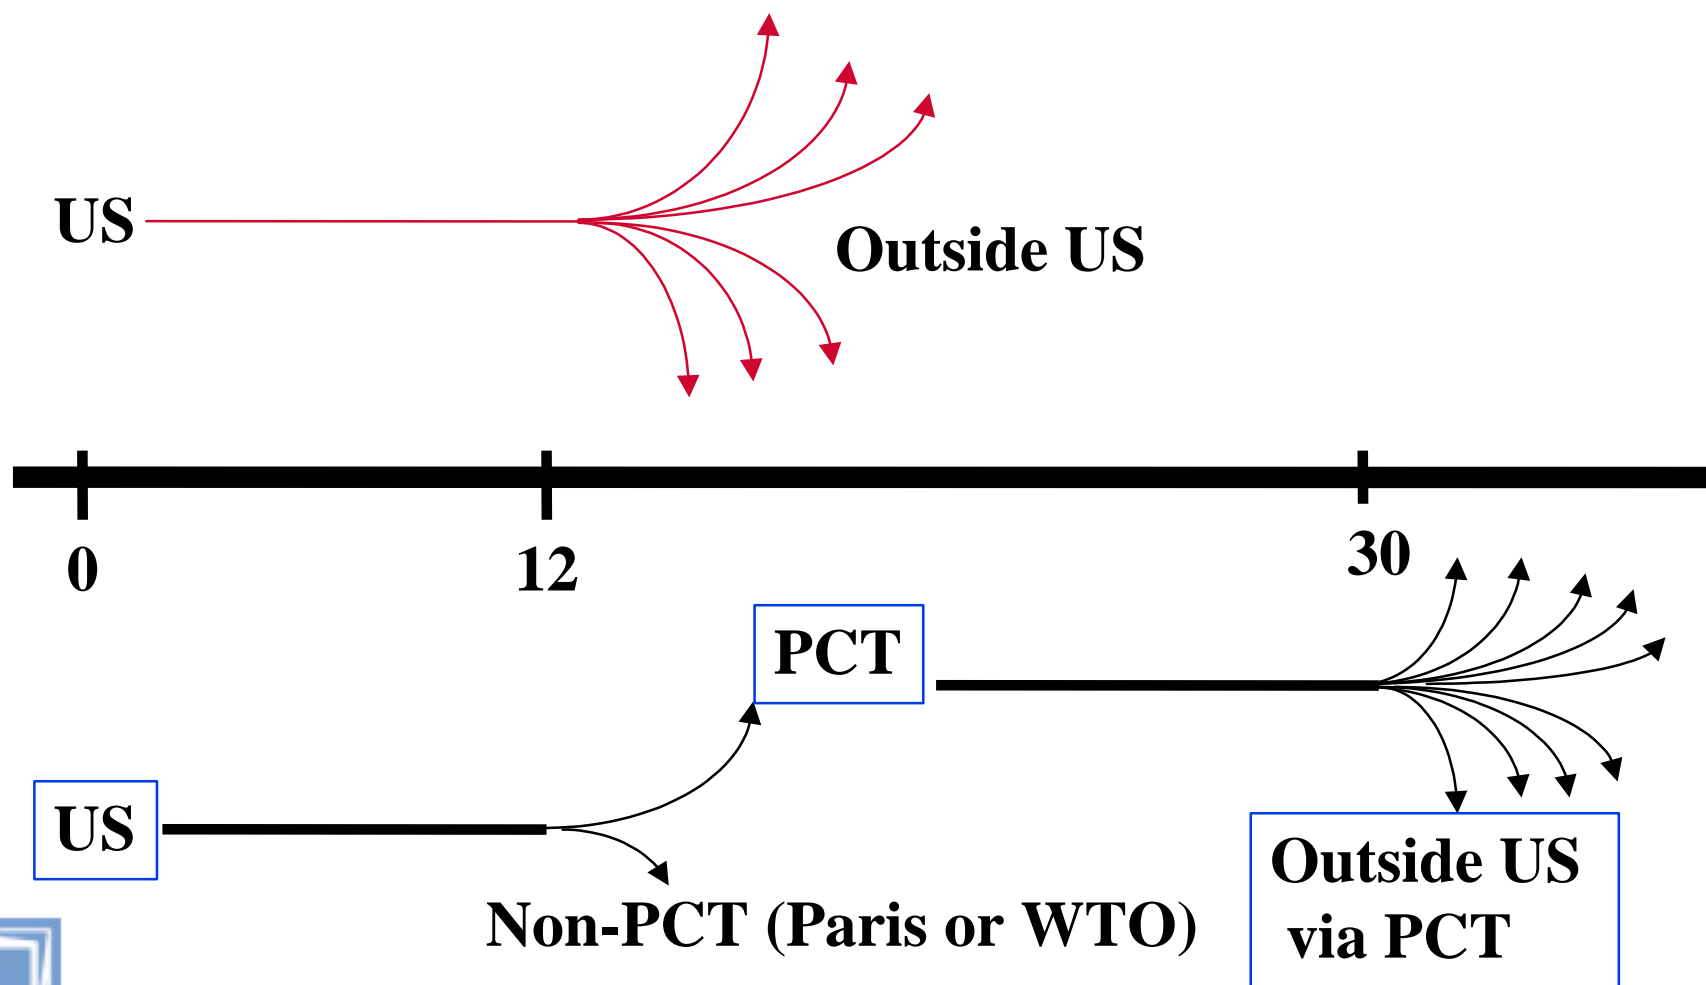 US
Outside US
0
12
30
PCT
US
Non-PCT (Paris or WTO)
Outside US
via PCT